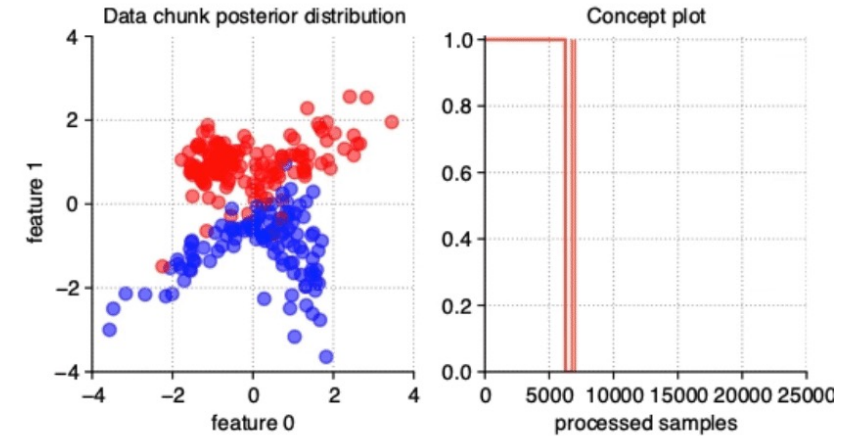 Data chunk posterior distribution
4
2
0
−2
−4
feature 1
−4 −2 0 2 4
feature 0
Concept plot
1.0
0.8
0.6
0.4
0.2
0.0
0 5000 10000 15000 20000 25000
processed samples